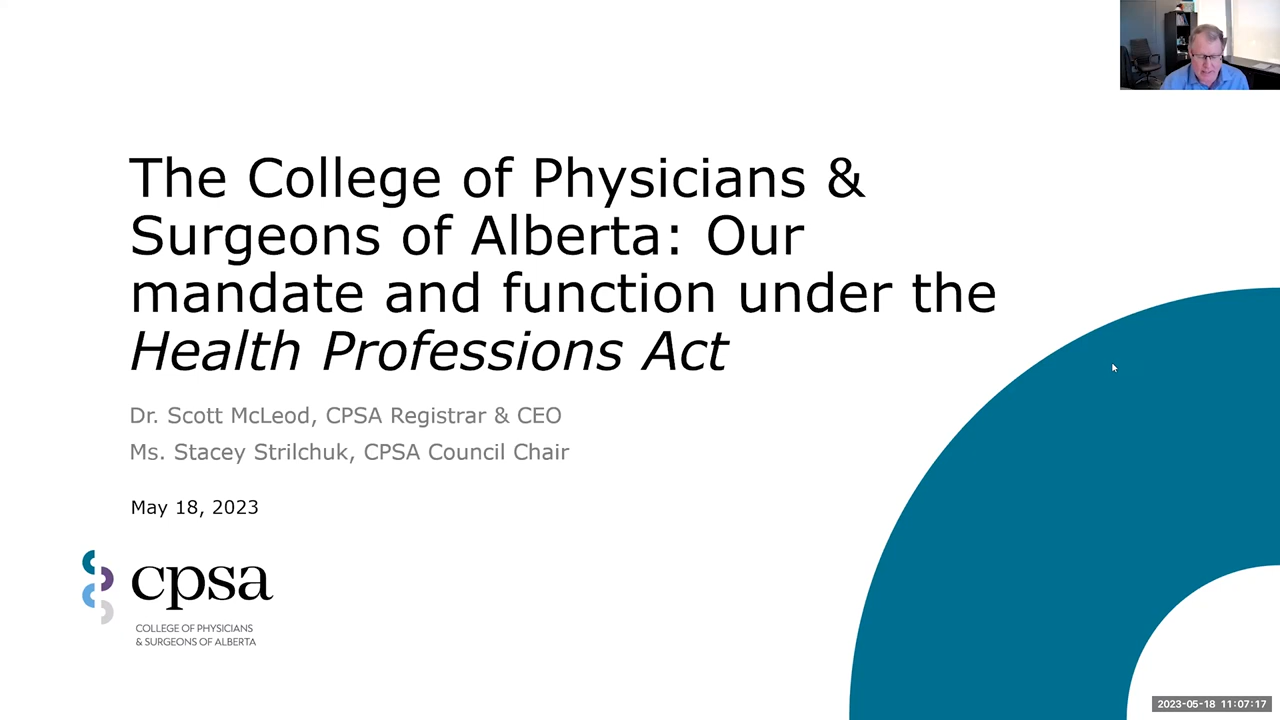 The College of Physicians &
Surgeons of Alberta: Our
mandate and function under the
Health Professions Act
Dr. Scott McLeod, CPSA Registrar & CEO
Ms. Stacey Strilchuk, CPSA Council Chair
May 18, 2023
cpsa
COLLEGE OF PHYSICIANS
& SURGEONS OF ALBERTA
2023-05-18 11:07:17